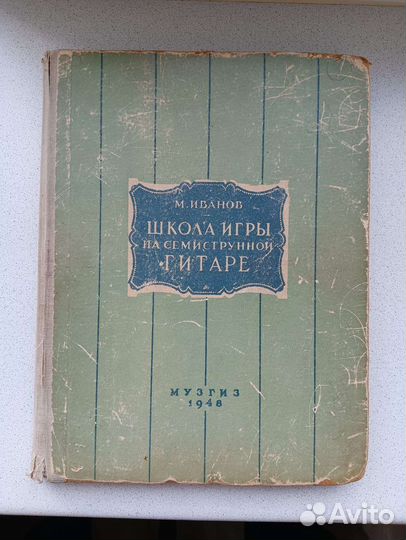 М. ИВАНОВ
ШКОЛА ИГРЫ
НА СЕМИСТРУННОЙ
ГИТАРЕ
МУЗГИЗ
1948
Avito